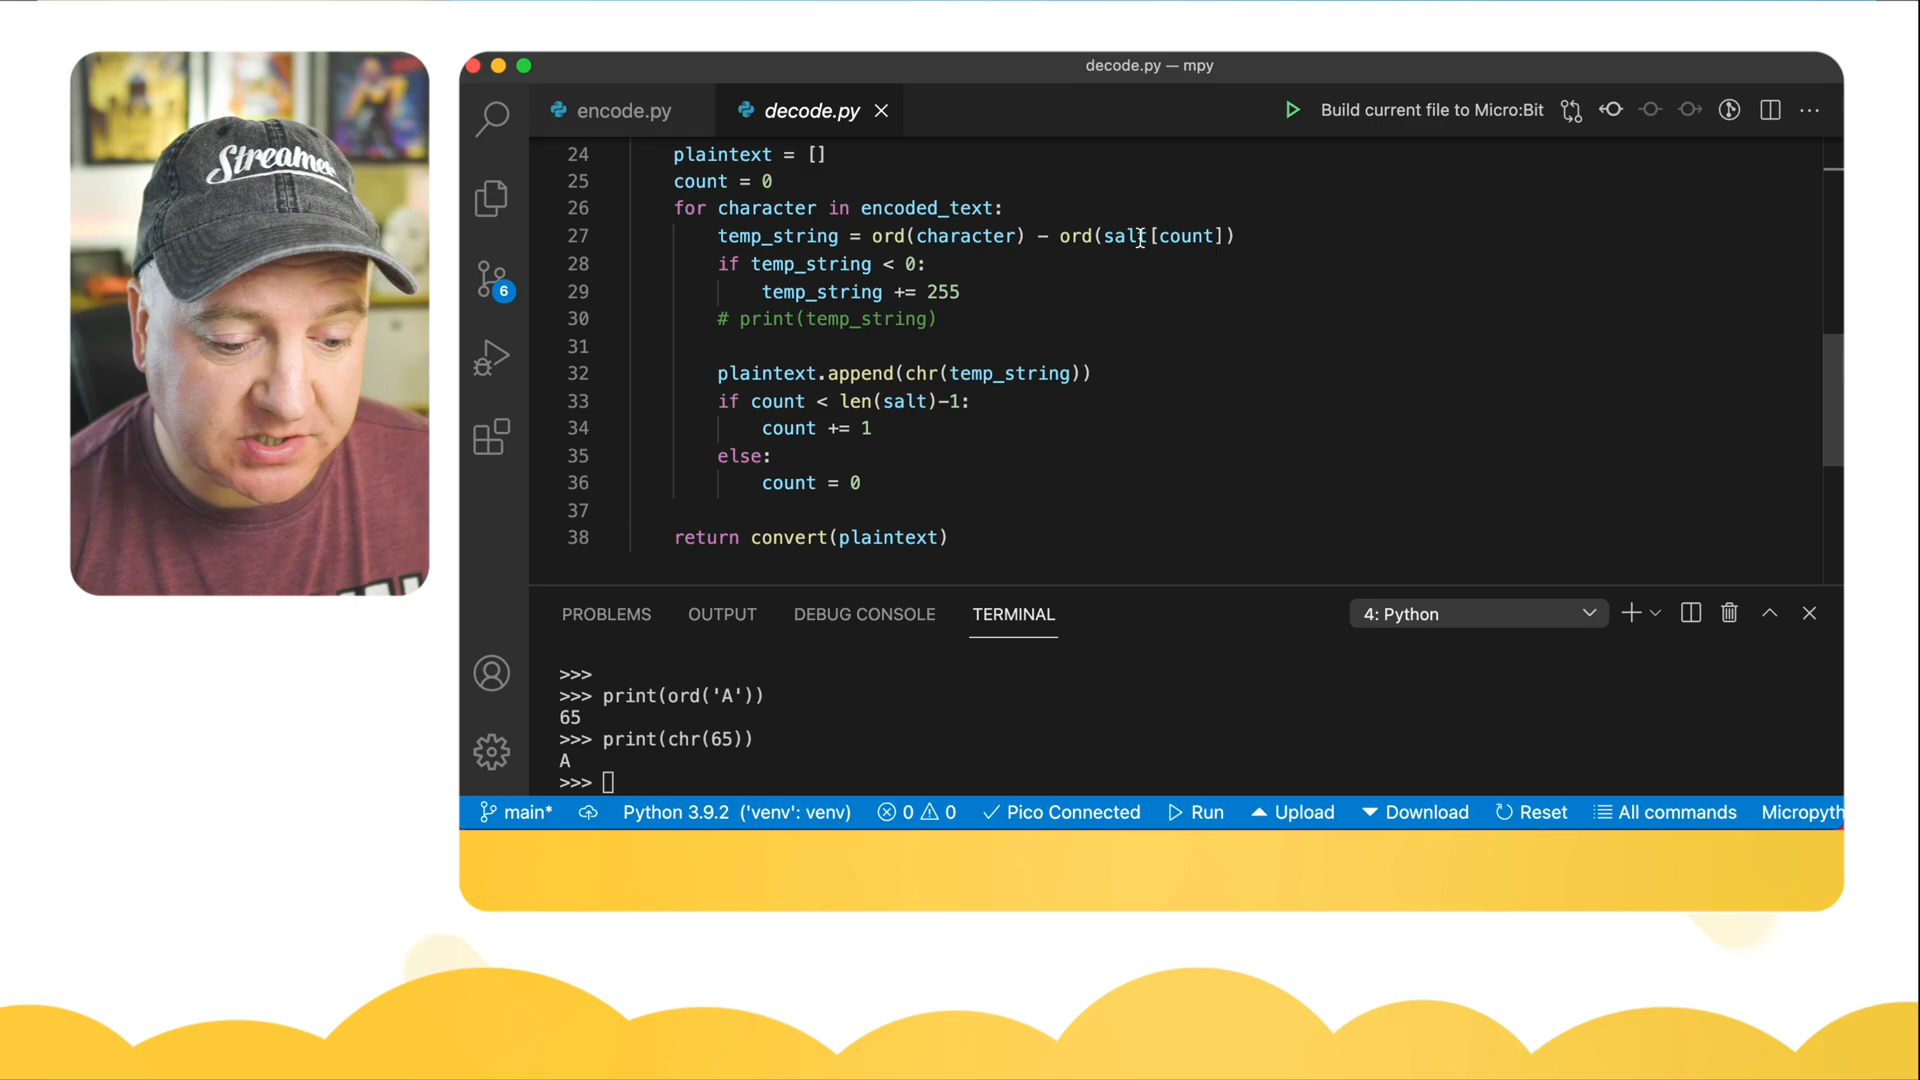 Streamer
decode.py — mpy
encode.py
decode.py
Build current file to Micro:Bit
24 plaintext = []
25 count = 0
26 for character in encoded_text:
27 temp_string = ord(character) - ord(salt[count])
28 if temp_string < 0:
29 temp_string += 255
30 # print(temp_string)
31
32 plaintext.append(chr(temp_string))
33 if count < len(salt)-1:
34 count += 1
35 else:
36 count = 0
37
38 return convert(plaintext)
6
PROBLEMS OUTPUT DEBUG CONSOLE TERMINAL 4: Python
>>>
>>> print(ord('A'))
65
>>> print(chr(65))
A
>>>
main* Python 3.9.2 ('venv': venv) 0 0 Pico Connected Run Upload Download Reset All commands Micropyth